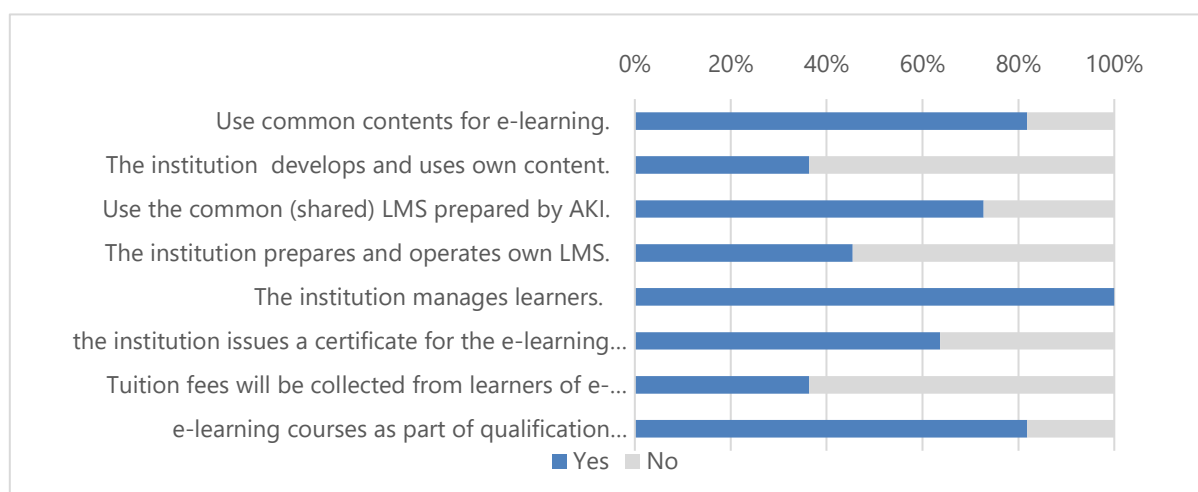 0% 20% 40% 60% 80% 100%
Use common contents for e-learning.
The institution  develops and uses own content.
Use the common (shared) LMS prepared by AKI.
The institution prepares and operates own LMS.
The institution manages learners.
the institution issues a certificate for the e-learning...
Tuition fees will be collected from learners of e-...
e-learning courses as part of qualification...
Yes No